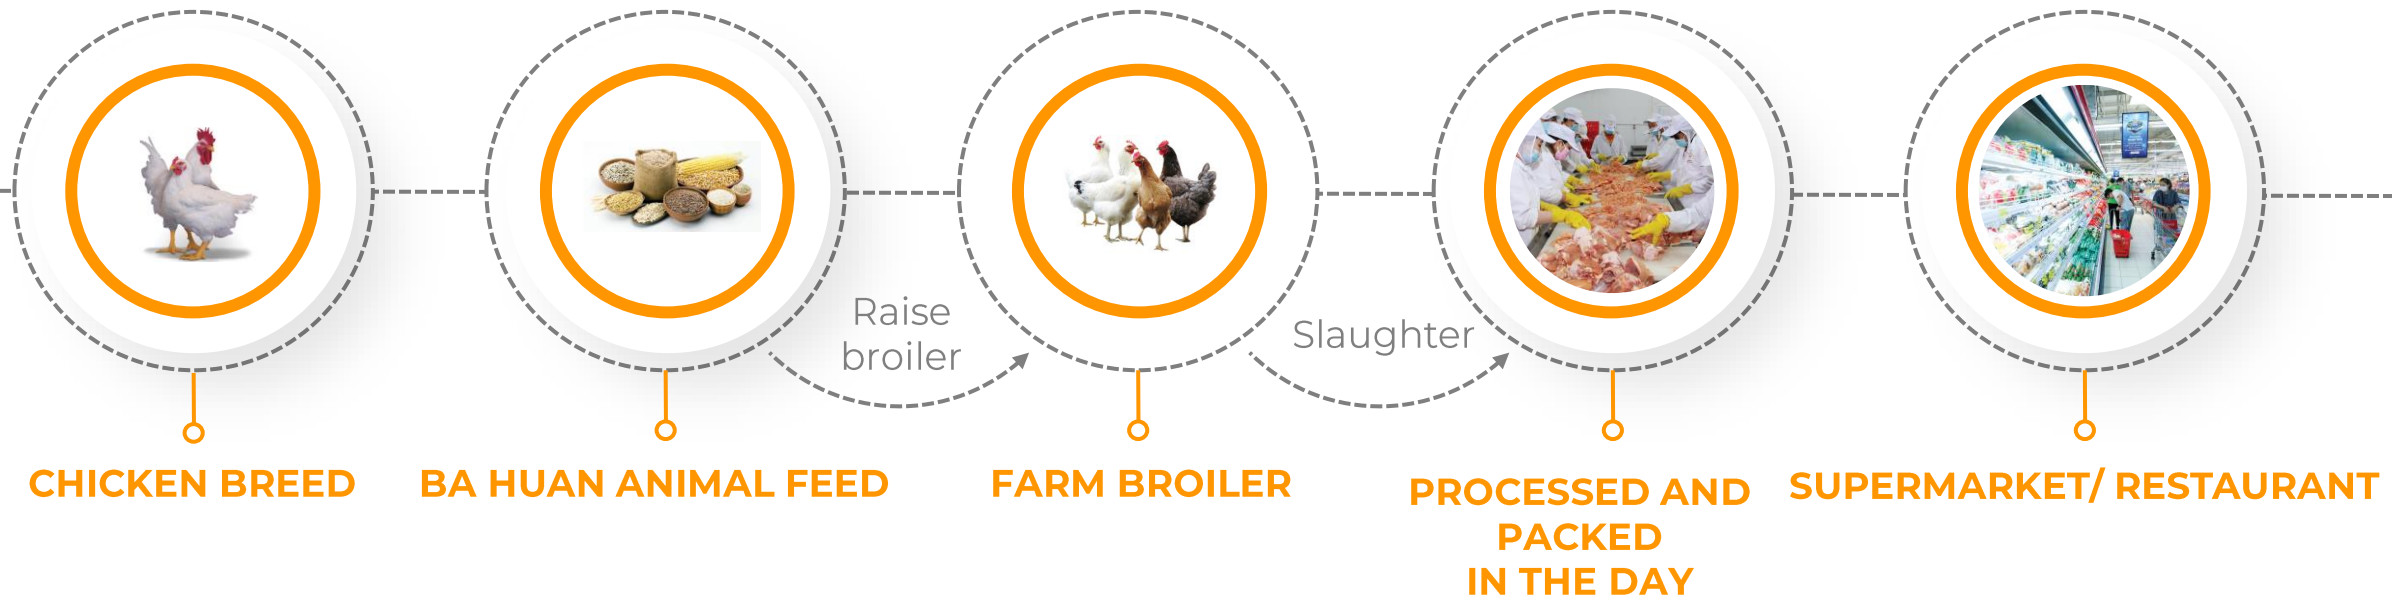 Raise
broiler
Slaughter
CHICKEN BREED
BA HUAN ANIMAL FEED
FARM BROILER
PROCESSED AND
PACKED
IN THE DAY
SUPERMARKET/ RESTAURANT